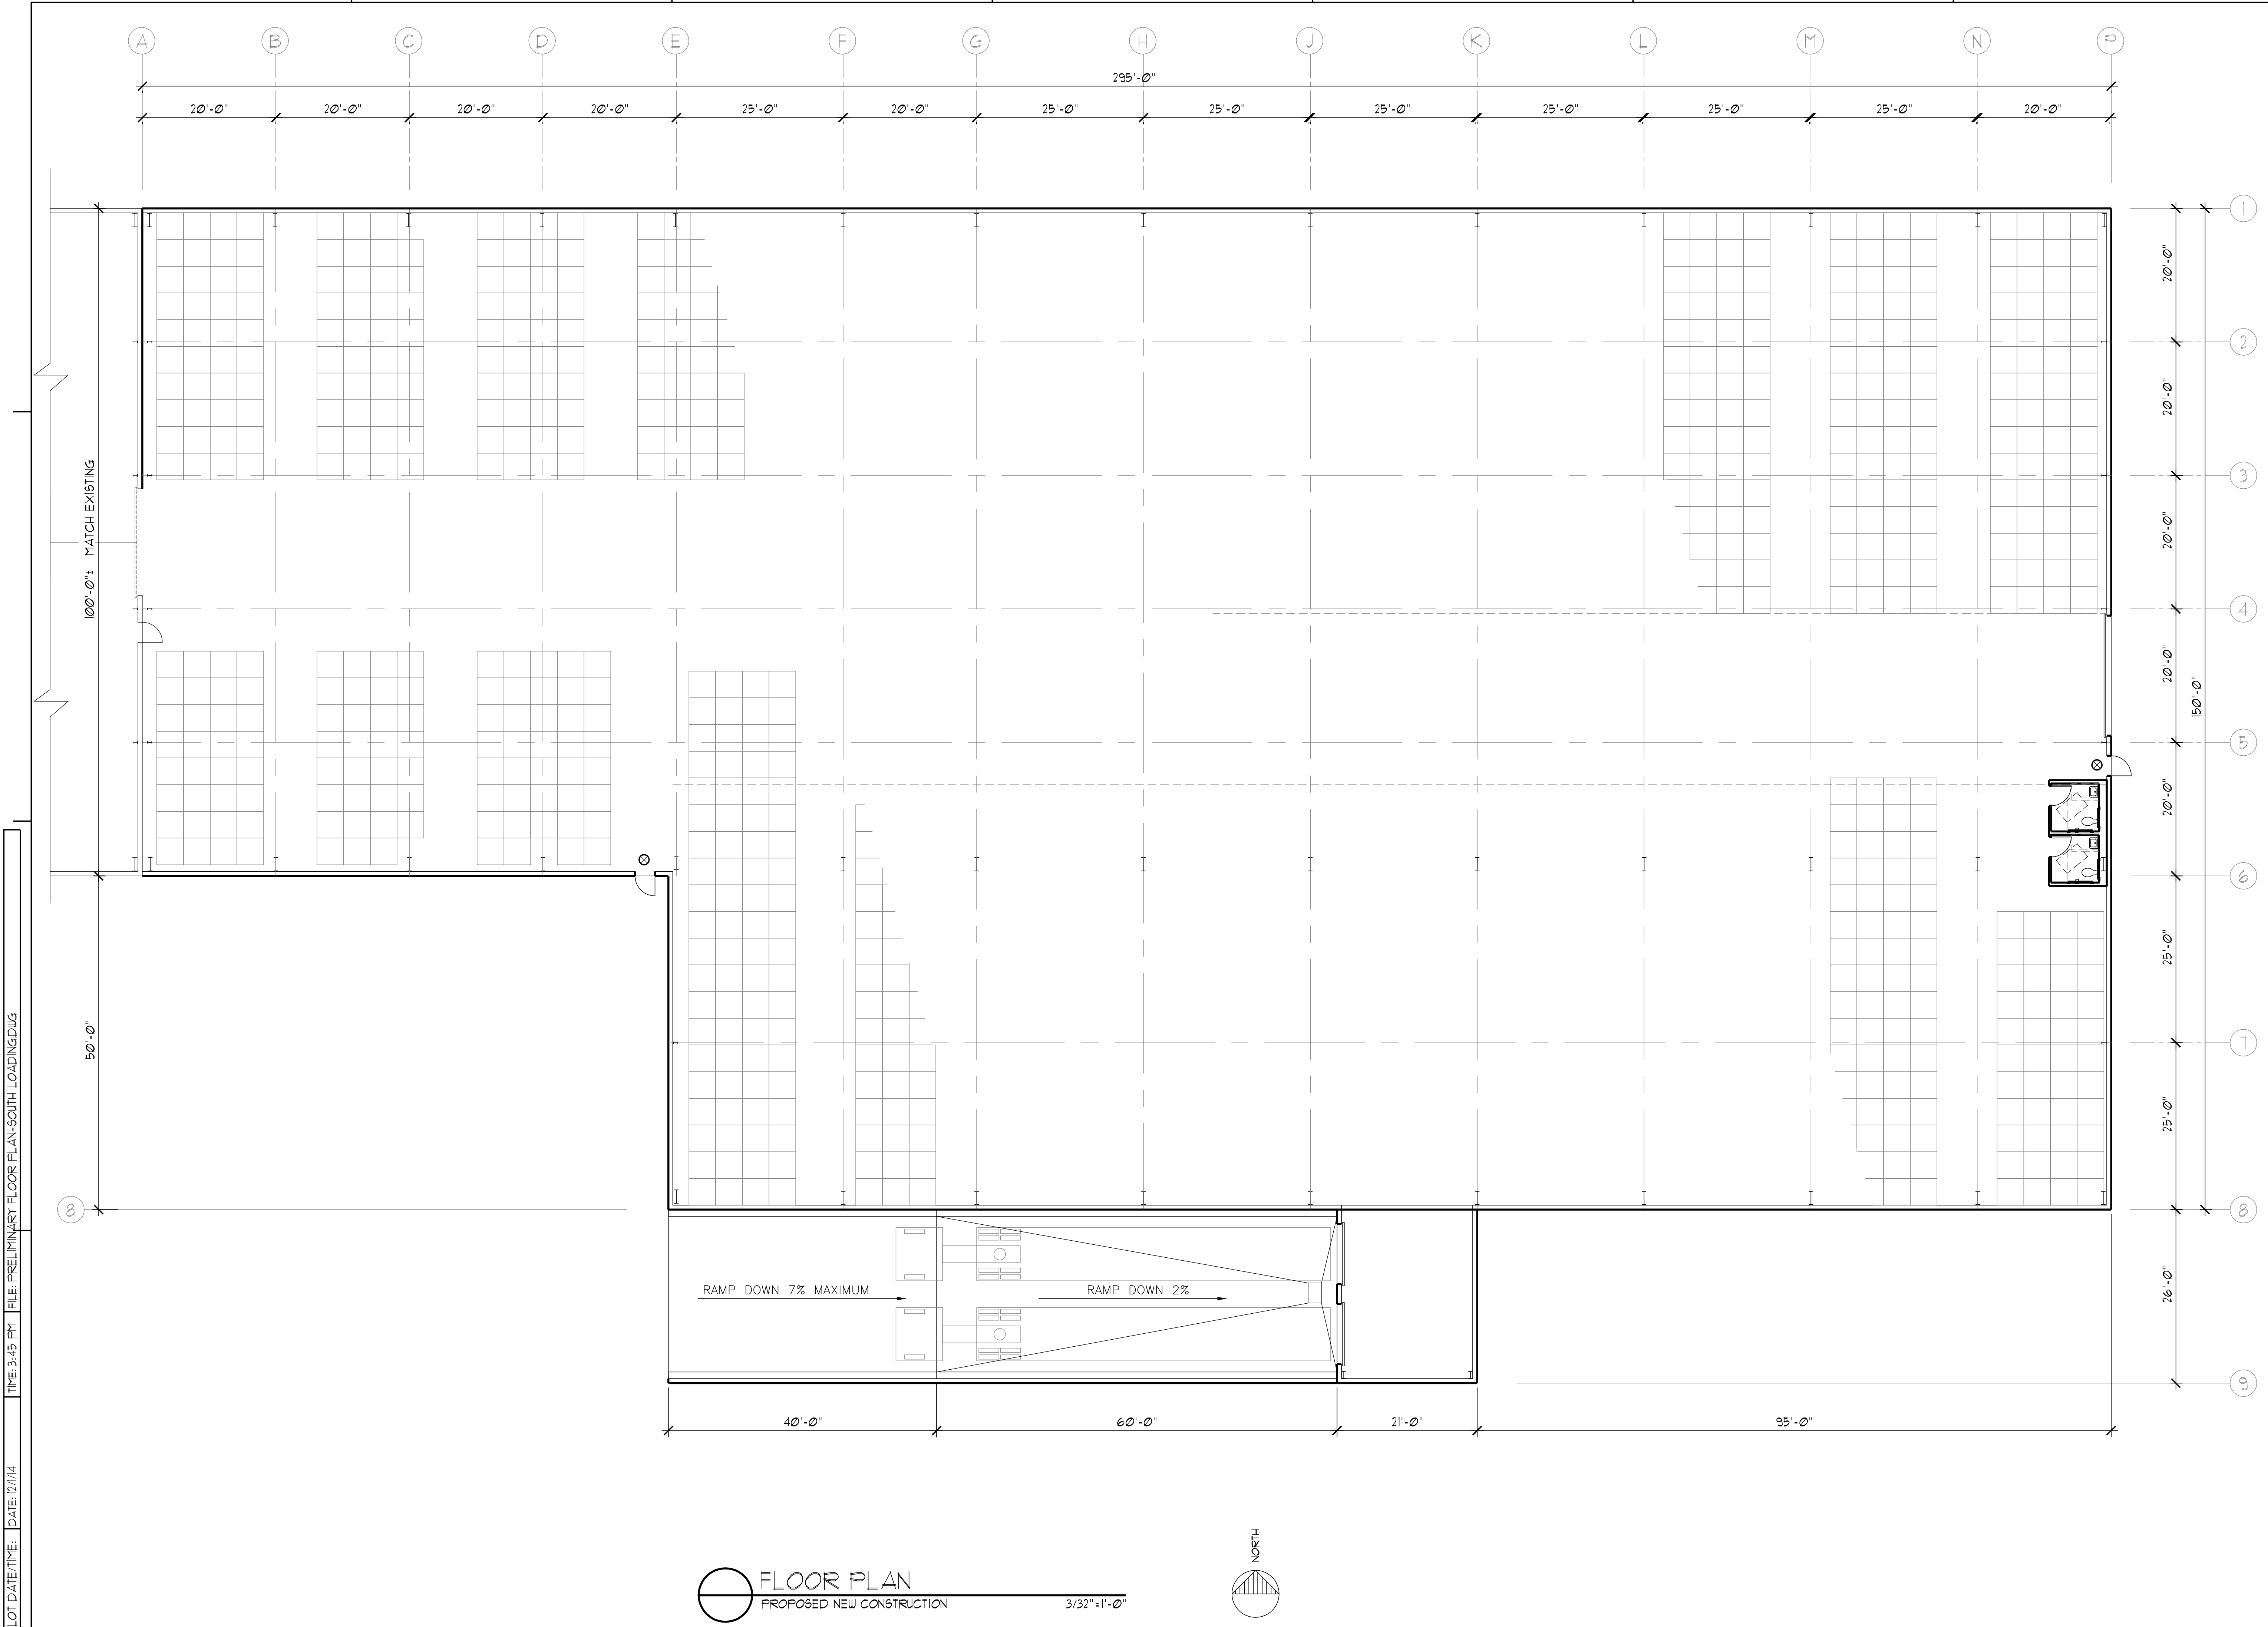 A B C D E F G H J K L M N P
295'-0"
20'-0" 20'-0" 20'-0" 20'-0" 25'-0" 20'-0" 25'-0" 25'-0" 25'-0" 25'-0" 25'-0" 25'-0" 20'-0"
1
20'-0"
2
20'-0"
3
100'-0"± MATCH EXISTING
20'-0"
4
20'-0"
150'-0"
5
20'-0"
6
25'-0"
50'-0"
7
25'-0"
8
8
RAMP DOWN 7% MAXIMUM
RAMP DOWN 2%
26'-0"
9
40'-0" 60'-0" 21'-0" 95'-0"
NORTH
FLOOR PLAN
PROPOSED NEW CONSTRUCTION 3/32"=1'-0"
LOT DATE/TIME: DATE: 12/1/14 TIME: 3:45 PM FILE: PRELIMINARY FLOOR PLAN-SOUTH LOADING.DWG